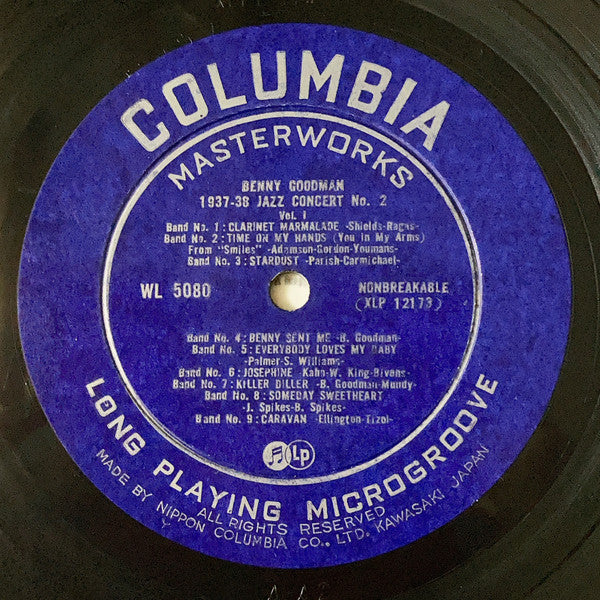 COLUMBIA
MASTERWORKS
BENNY GOODMAN
1937-38 JAZZ CONCERT No. 2
Vol. I
Band No. 1 : CLARINET MARMALADE -Shields-Ragas-
Band No. 2 : TIME ON MY HANDS (You in My Arms)
From "Smiles" -Adamson-Gordon-Youmans-
Band No. 3 : STARDUST -Parish-Carmichael-
WL 5080
NONBREAKABLE
(XLP 12173)
Band No. 4 : BENNY SENT ME -B. Goodman-
Band No. 5 : EVERYBODY LOVES MY BABY
-Palmer-S. Williams-
Band No. 6 : JOSEPHINE Kahn-W. King-Bivens-
Band No. 7 : KILLER DILLER -B. Goodman-Mundy-
Band No. 8 : SOMEDAY SWEETHEART
-J. Spikes-B. Spikes-
Band No. 9 : CARAVAN -Ellington-Tizol-
Lp
LONG PLAYING MICROGROOVE
ALL RIGHTS RESERVED
MADE BY NIPPON COLUMBIA CO., LTD. KAWASAKI JAPAN